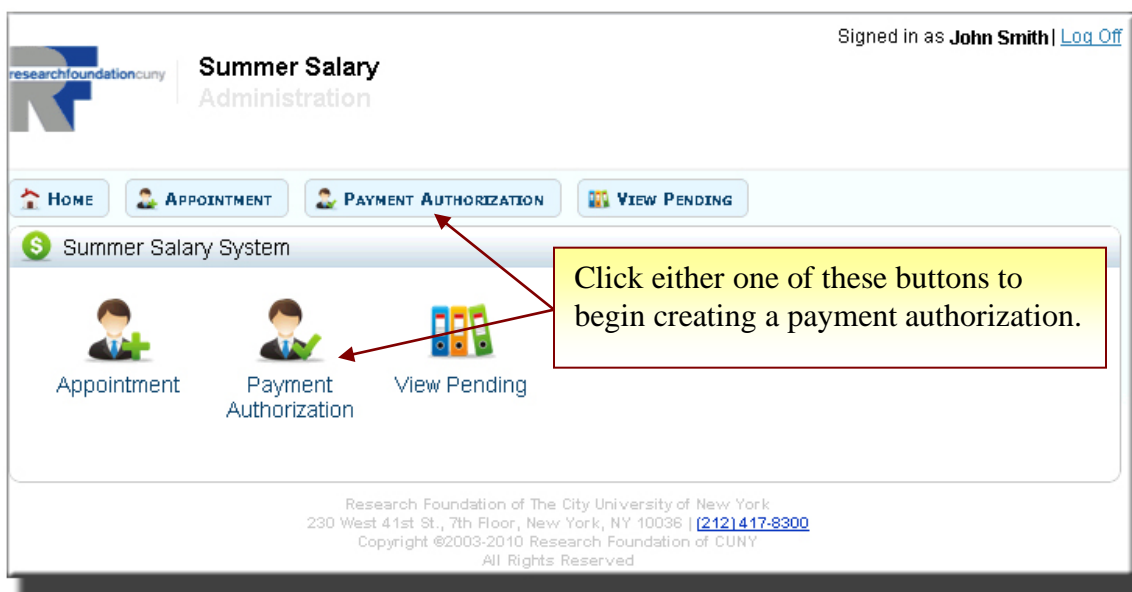 Signed in as John Smith | Log Off
researchfoundationcuny
RF
Summer Salary
Administration
HOME
APPOINTMENT
PAYMENT AUTHORIZATION
VIEW PENDING
$ Summer Salary System
Click either one of these buttons to
begin creating a payment authorization.
Appointment
Payment
Authorization
View Pending
Research Foundation of The City University of New York
230 West 41st St., 7th Floor, New York, NY 10036 | (212) 417-8300
Copyright ©2003-2010 Research Foundation of CUNY
All Rights Reserved